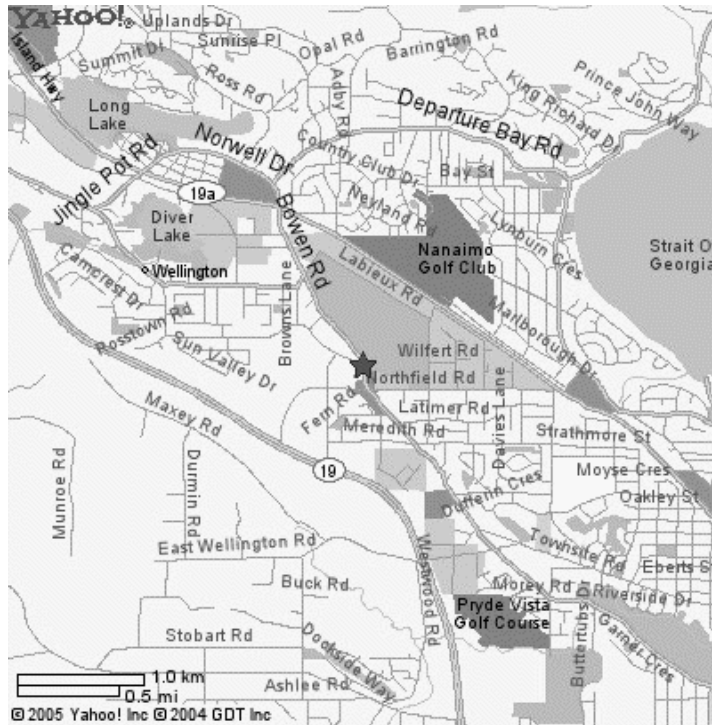 YAHOO!®
Uplands Dr
Sunrise Pl
Opal Rd
Barrington Rd
Island Hwy
Summit Dr
Ross Rd
Adby Rd
King Richard Dr
Prince John Way
Long
Lake
Departure Bay Rd
Norwell Dr
Country Club Dr
Bay St
Jingle Pot Rd
19a
Neyland Rd
Lynburn Cres
Diver
Lake
Bowen Rd
Nanaimo
Golf Club
Strait O
Georgia
Labieux Rd
Camcrest Dr
Wellington
Marlborough Dr
Rosstown Rd
Browns Lane
Sun Valley Dr
Wilfert Rd
Northfield Rd
Fern Rd
Latimer Rd
Davies Lane
Maxey Rd
Meredith Rd
Strathmore St
Munroe Rd
Durmin Rd
19
Moyse Cres
Dufferin Cres
Oakley St
East Wellington Rd
Townsite Rd
Westwood Rd
Eberts S
Buck Rd
Morey Rd
Riverside Dr
Pryde Vista
Golf Course
Buttertubs Dr
Garner Cres
Stobart Rd
Dockside Way
Ashlee Rd
1.0 km
0.5 mi
© 2005 Yahoo! Inc © 2004 GDT Inc